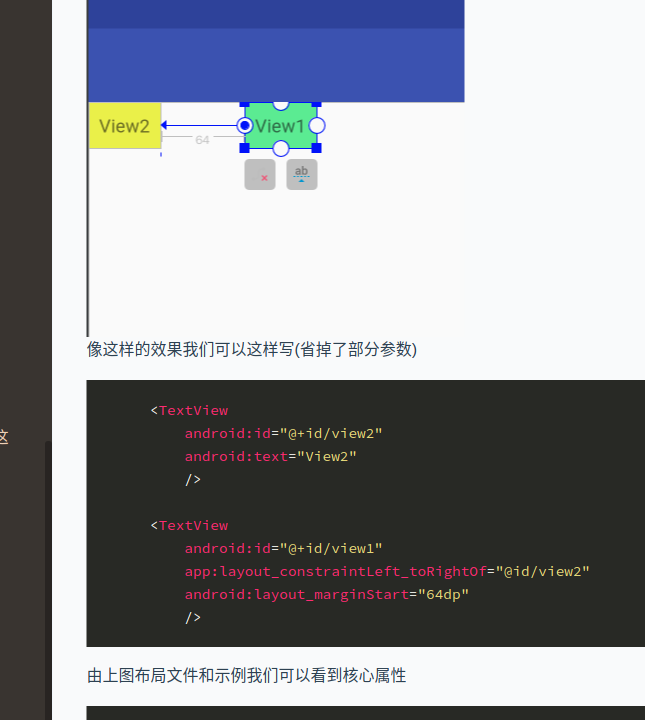 View2
64
View1
ab
像这样的效果我们可以这样写(省掉了部分参数)
这
<TextView
android:id="@+id/view2"
android:text="View2"
/>
<TextView
android:id="@+id/view1"
app:layout_constraintLeft_toRightOf="@id/view2"
android:layout_marginStart="64dp"
/>
由上图布局文件和示例我们可以看到核心属性